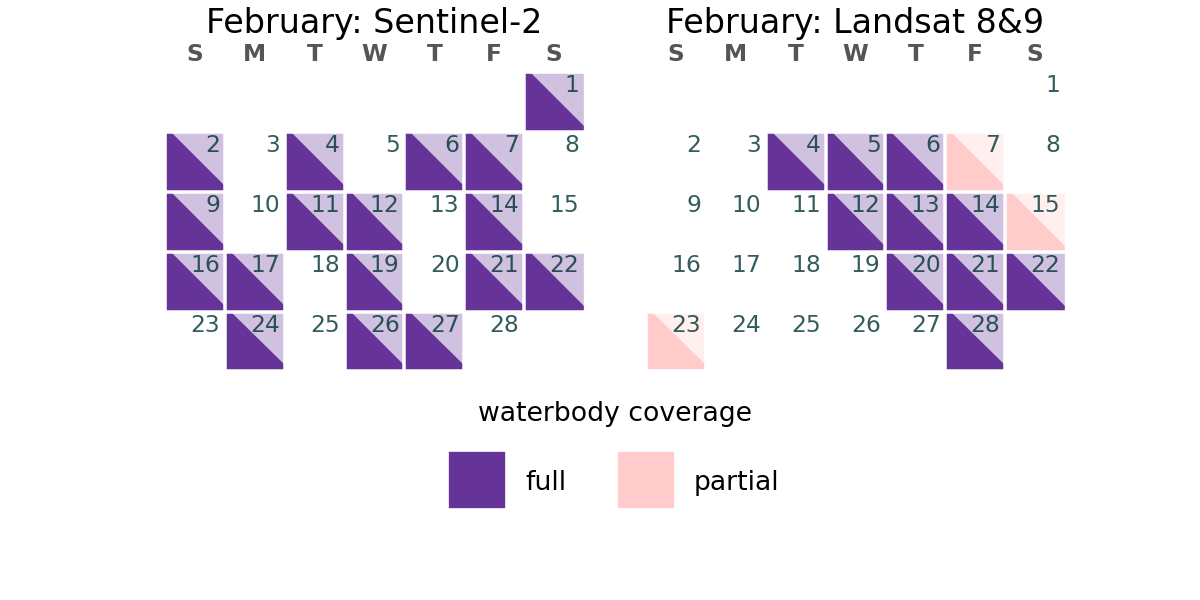 February: Sentinel-2
S M T W T F S
1
2 3 4 5 6 7 8
9 10 11 12 13 14 15
16 17 18 19 20 21 22
23 24 25 26 27 28
February: Landsat 8&9
S M T W T F S
1
2 3 4 5 6 7 8
9 10 11 12 13 14 15
16 17 18 19 20 21 22
23 24 25 26 27 28
waterbody coverage
full partial